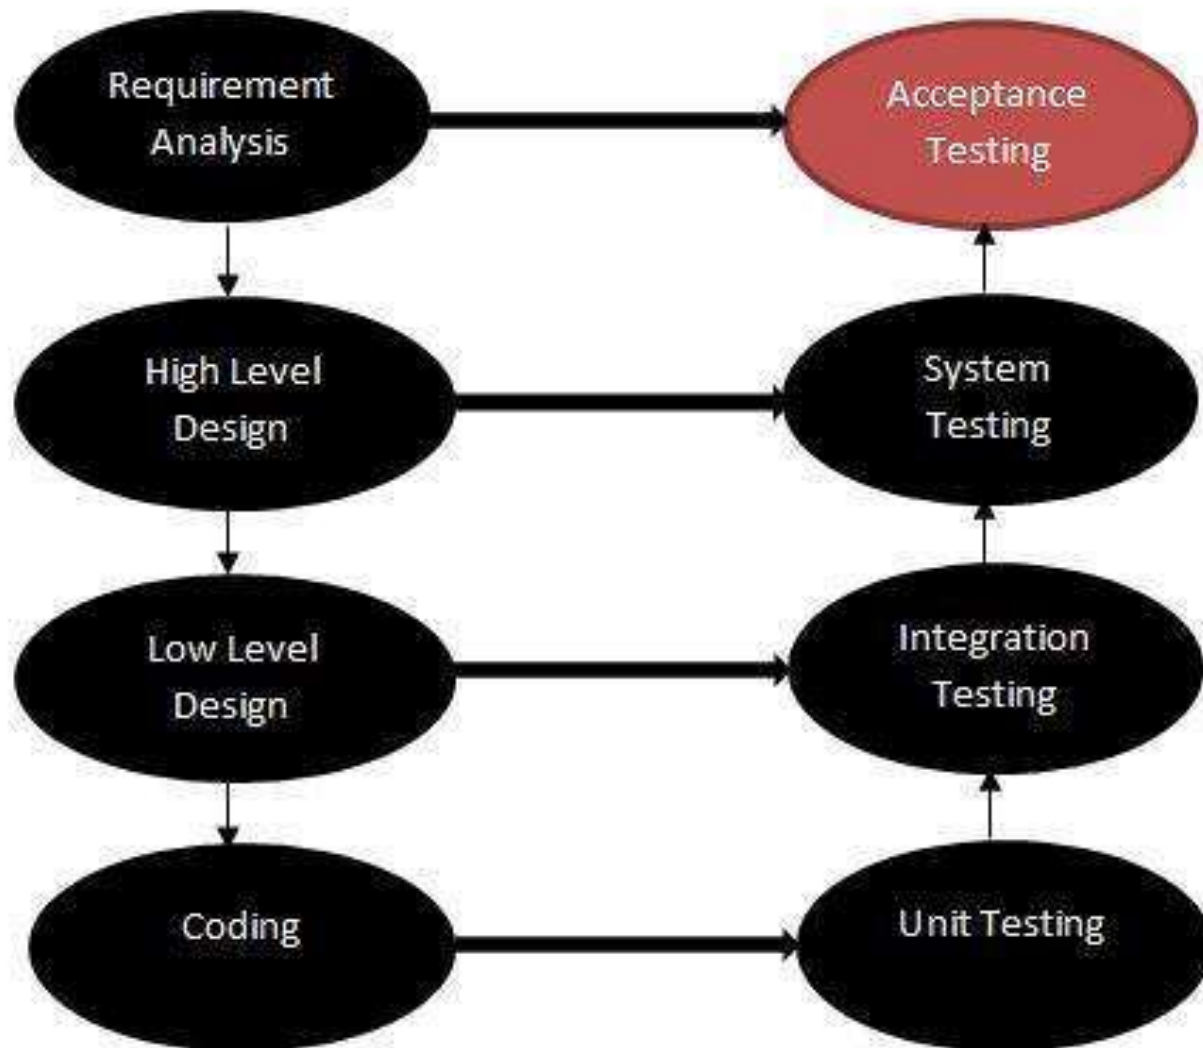 Requirement
Analysis
Acceptance
Testing
High Level
Design
System
Testing
Low Level
Design
Integration
Testing
Coding
Unit Testing